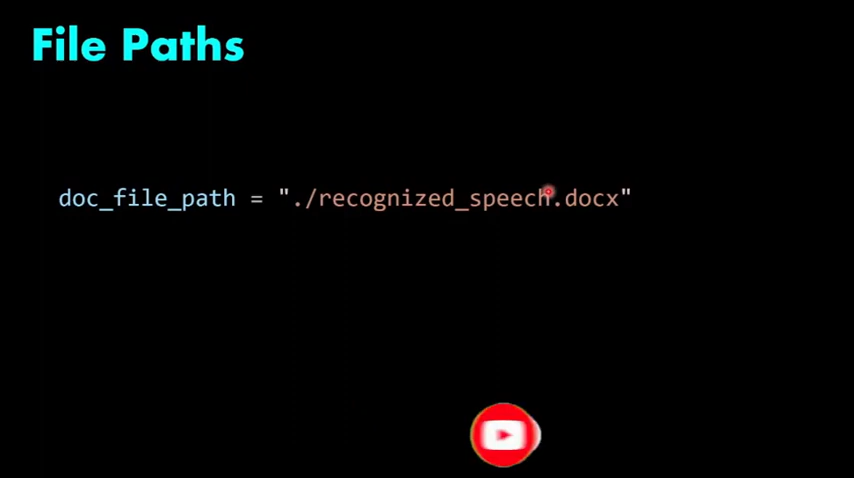 File Paths
doc_file_path = "./recognized_speech.docx"